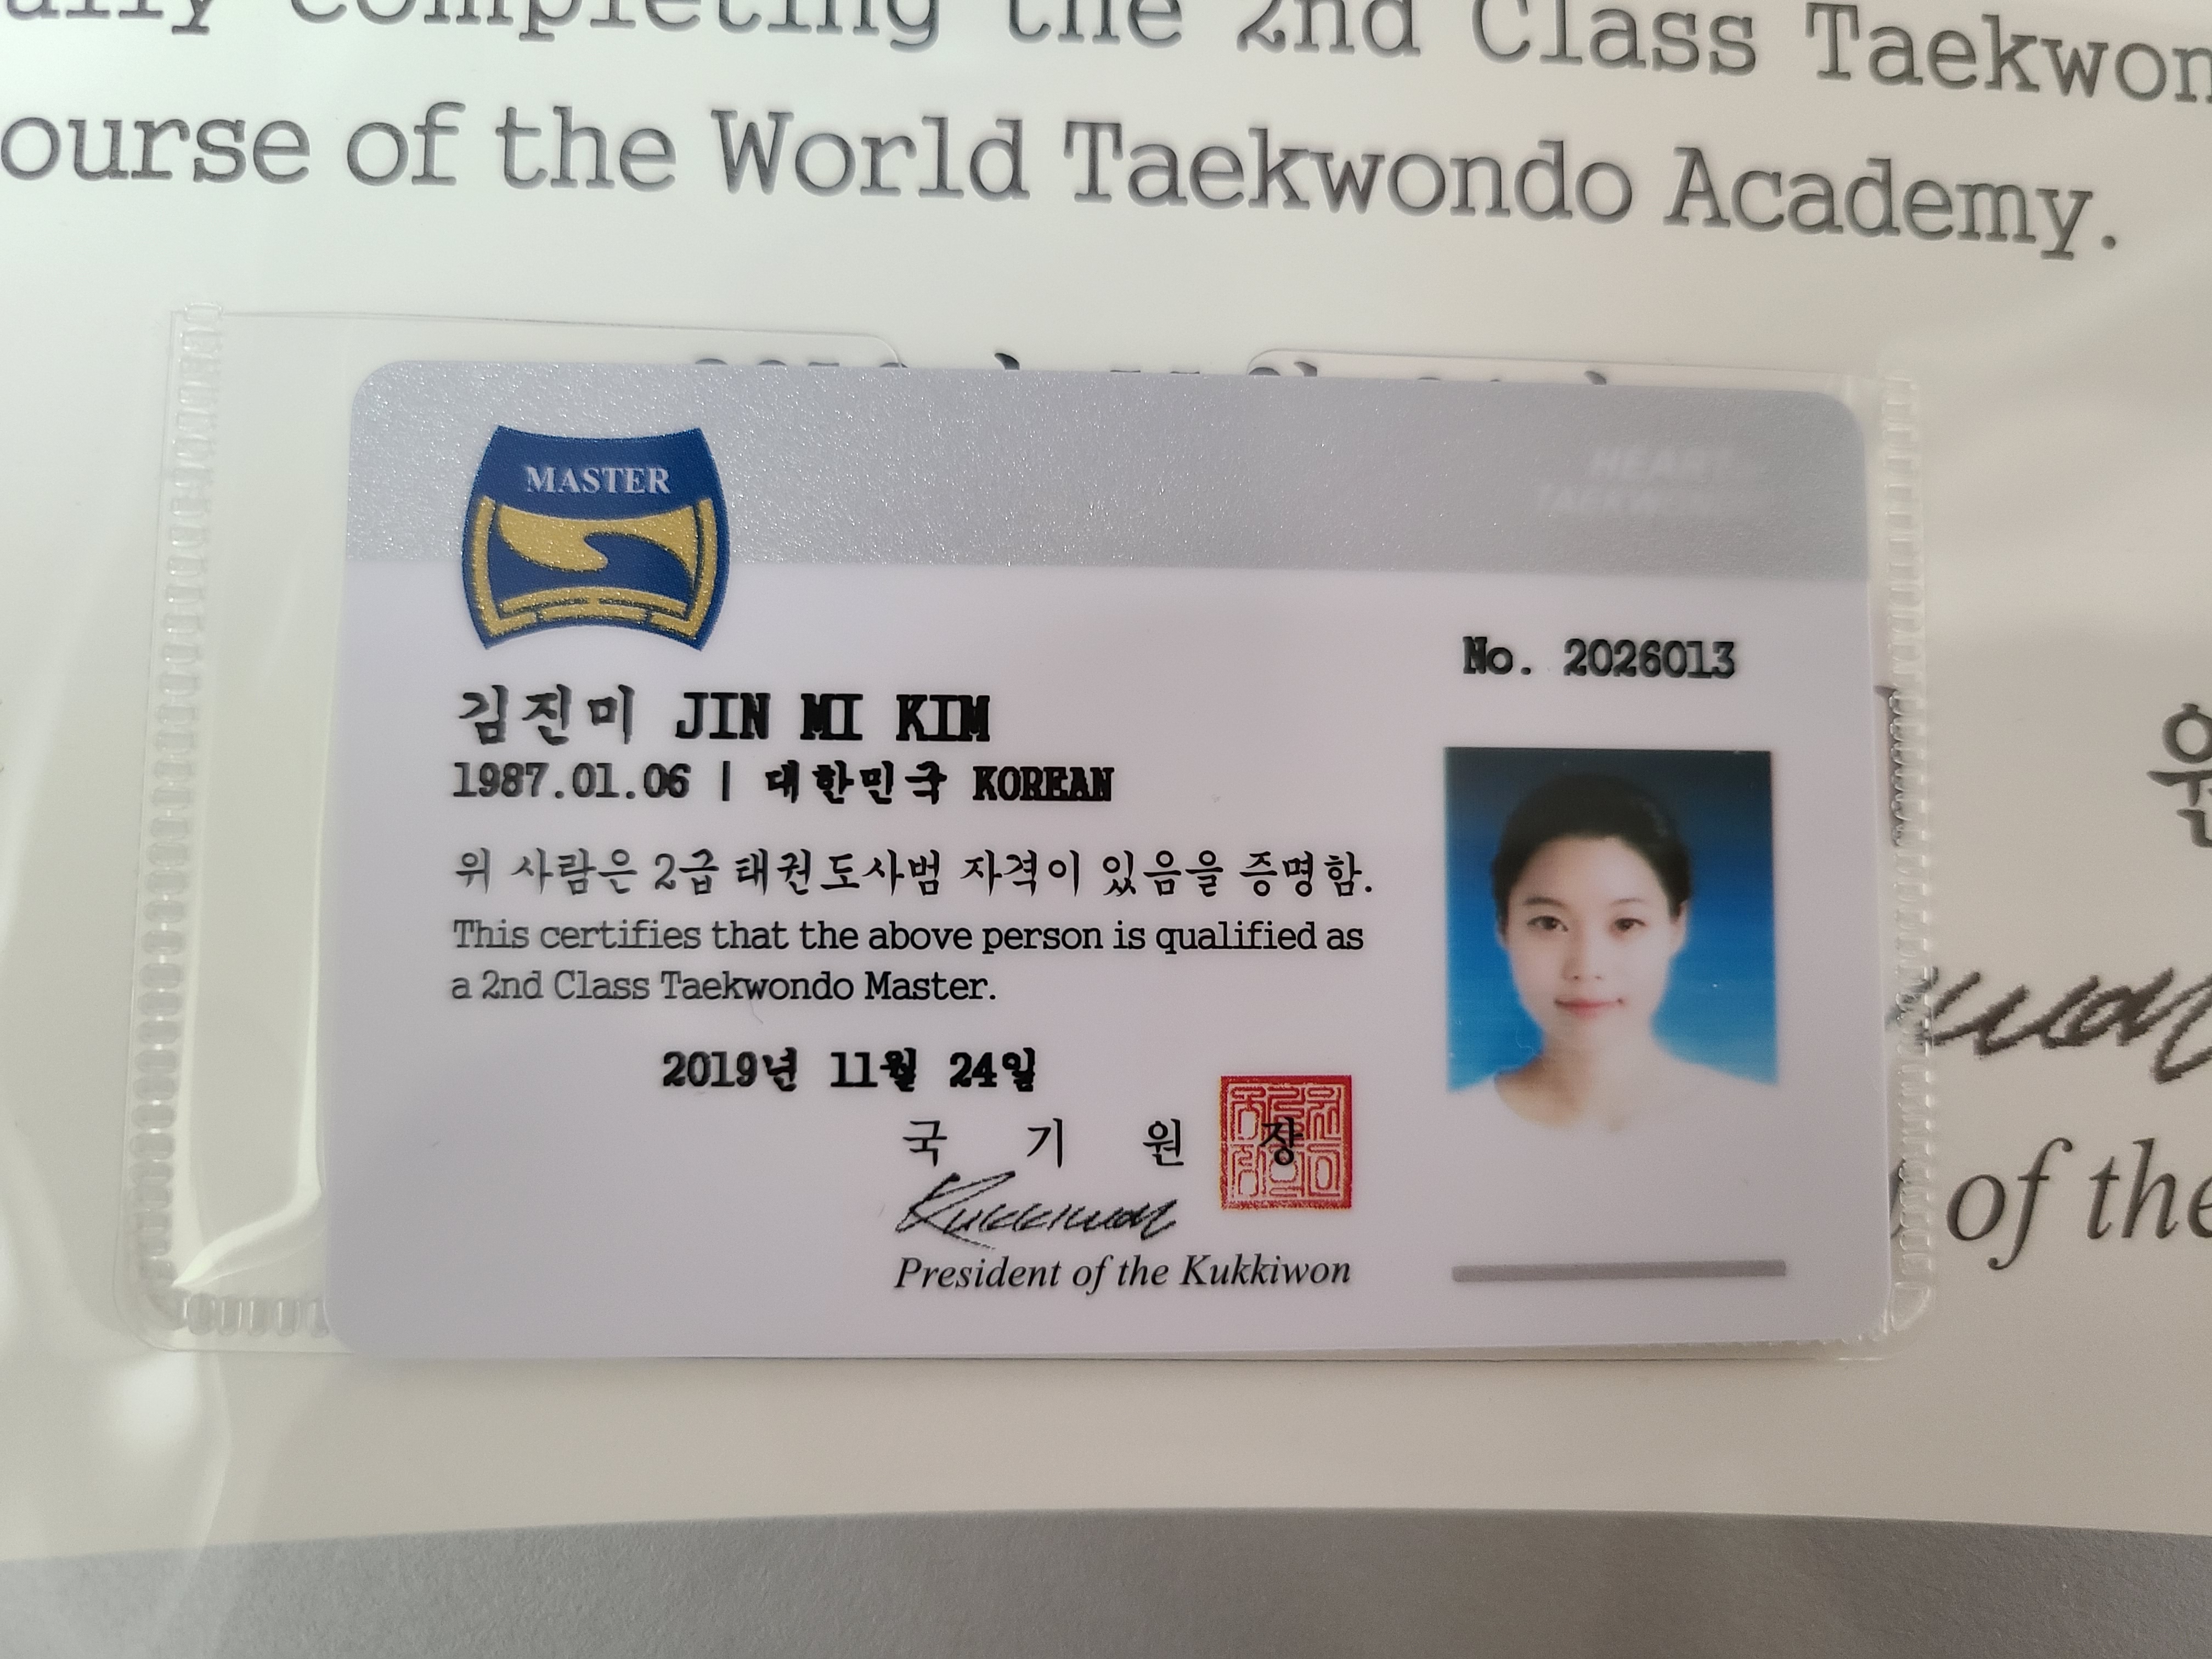 completing the 2nd Class Taekwon
ourse of the World Taekwondo Academy.
MASTER
HEART
TAEKWON
No. 2026013
김진미 JIN MI KIM
1987.01.06 | 대한민국 KOREAN
위 사람은 2급 태권도사범 자격이 있음을 증명함.
This certifies that the above person is qualified as
a 2nd Class Taekwondo Master.
2019년 11월 24일
국 기 원 장
Kukkiwon
President of the Kukkiwon
원
of the